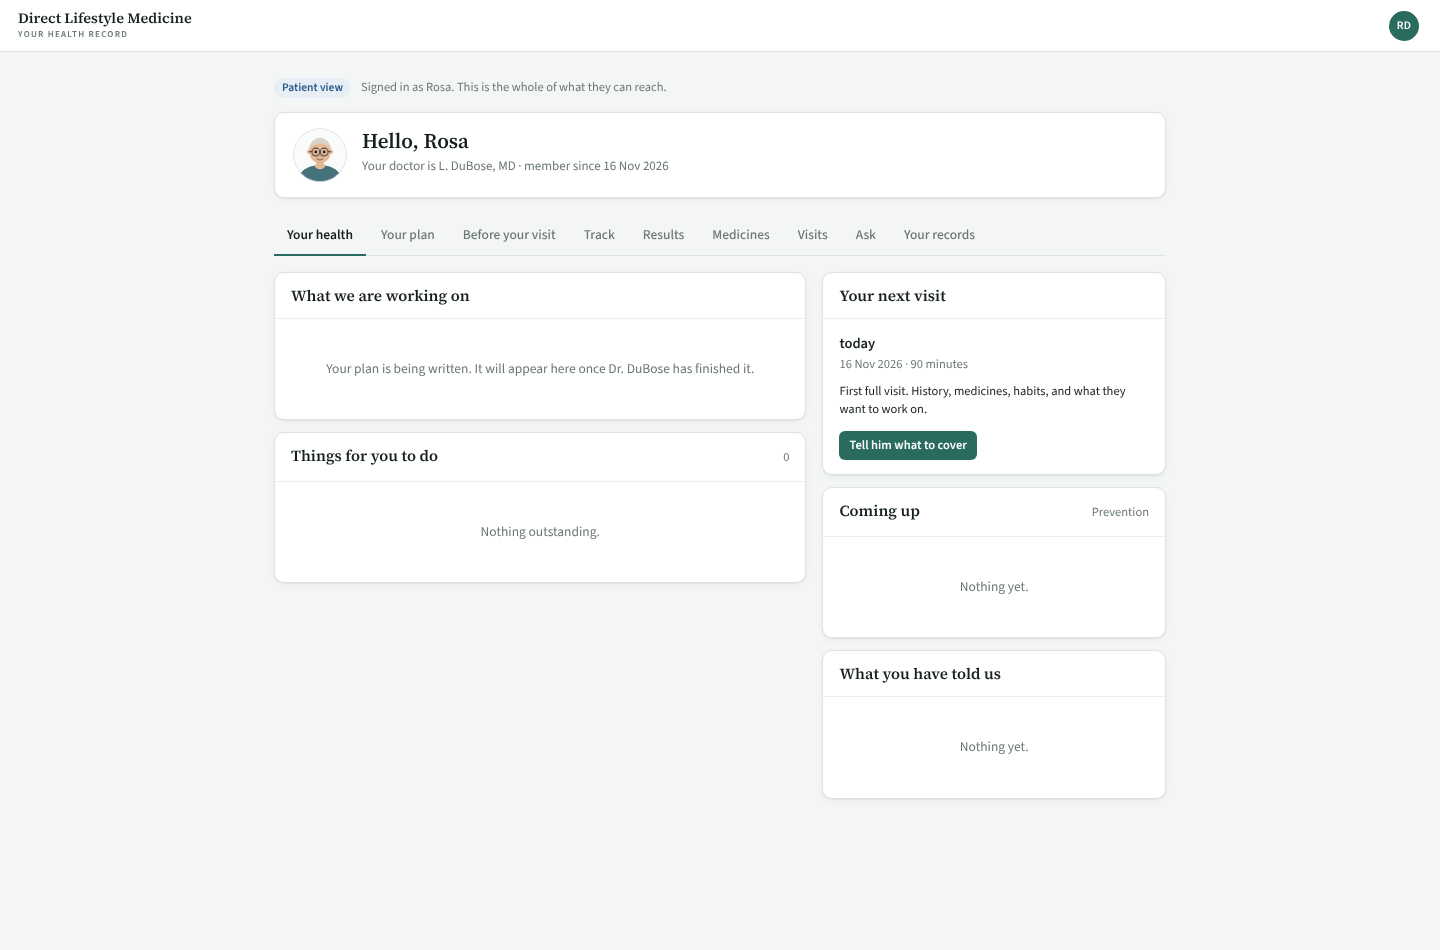 Direct Lifestyle Medicine
YOUR HEALTH RECORD
RD
Patient view
Signed in as Rosa. This is the whole of what they can reach.
Hello, Rosa
Your doctor is L. DuBose, MD · member since 16 Nov 2026
Your health
Your plan
Before your visit
Track
Results
Medicines
Visits
Ask
Your records
What we are working on
Your plan is being written. It will appear here once Dr. DuBose has finished it.
Things for you to do
0
Nothing outstanding.
Your next visit
today
16 Nov 2026 · 90 minutes
First full visit. History, medicines, habits, and what they
want to work on.
Tell him what to cover
Coming up
Prevention
Nothing yet.
What you have told us
Nothing yet.